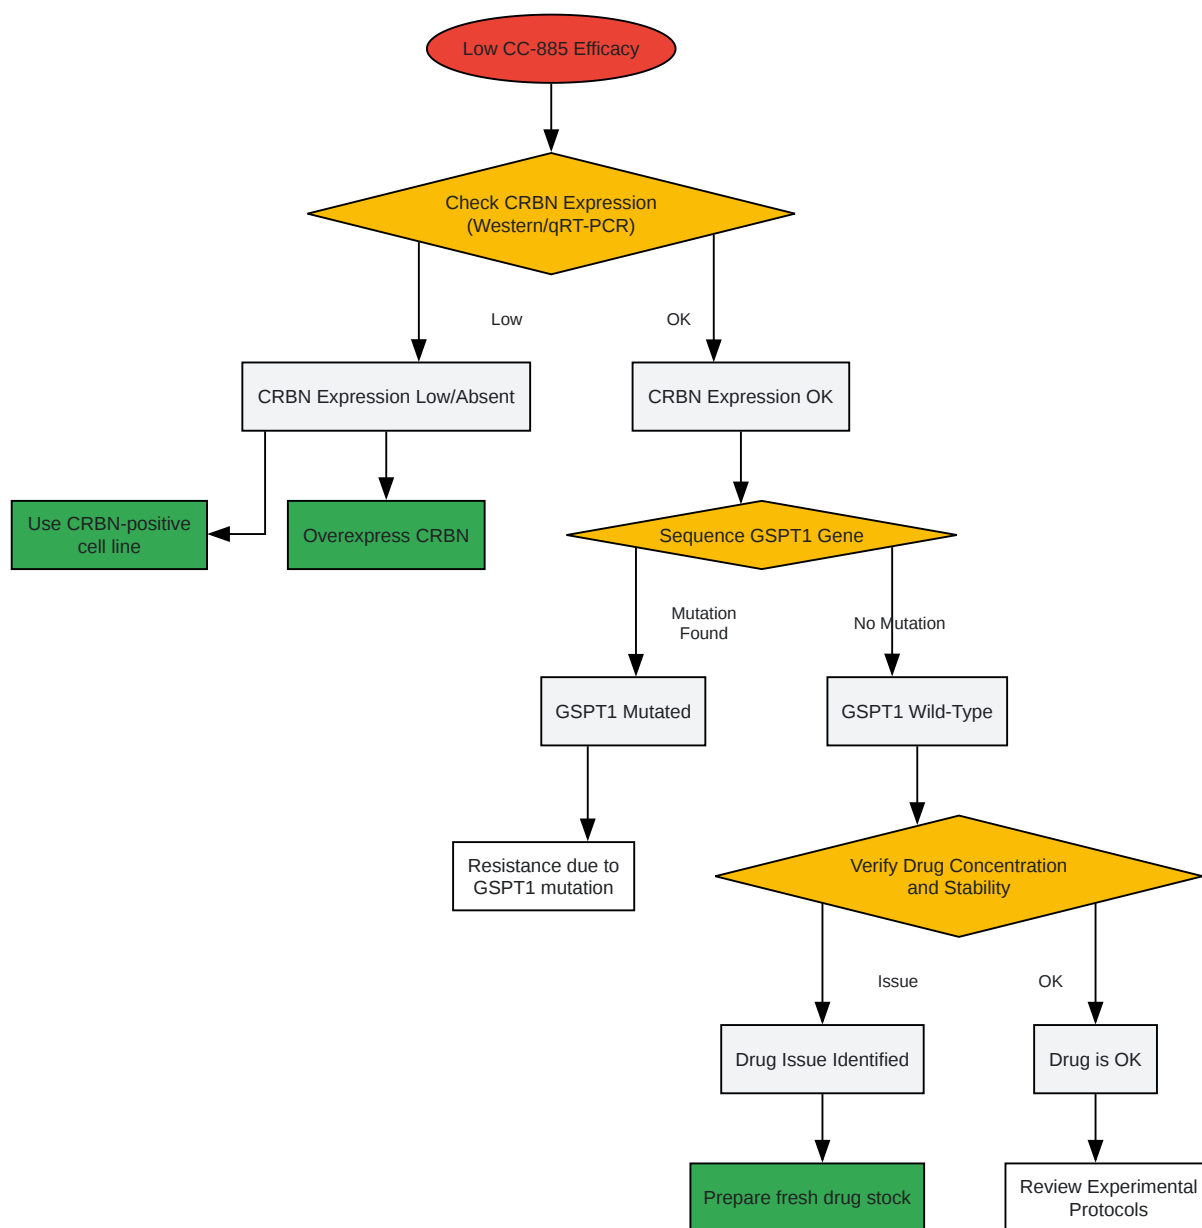 Low CC-885 Efficacy
Check CRBN Expression
(Western/qRT-PCR)
Low
OK
CRBN Expression Low/Absent
CRBN Expression OK
Use CRBN-positive
cell line
Overexpress CRBN
Sequence GSPT1 Gene
Mutation
Found
No Mutation
GSPT1 Mutated
GSPT1 Wild-Type
Resistance due to
GSPT1 mutation
Verify Drug Concentration
and Stability
Issue
OK
Drug Issue Identified
Drug is OK
Prepare fresh drug stock
Review Experimental
Protocols